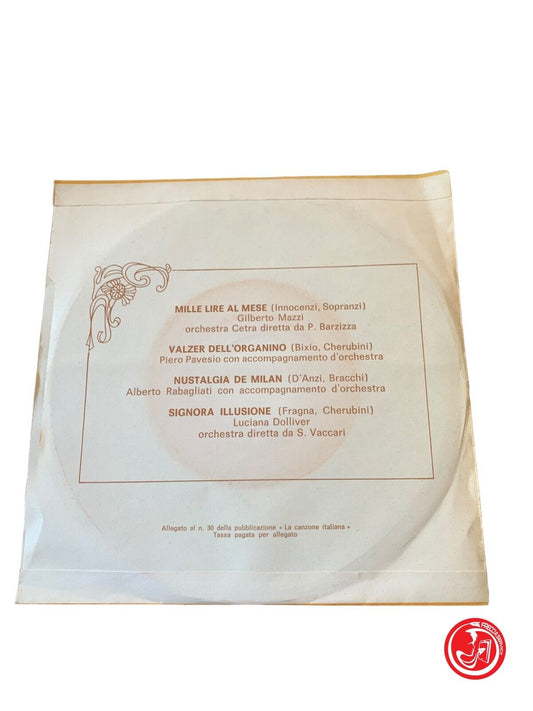 MILLE LIRE AL MESE (Innocenzi, Sopranzi)
Gilberto Mazzi
orchestra Cetra diretta da P. Barzizza
VALZER DELL'ORGANINO (Bixio, Cherubini)
Piero Pavesio con accompagnamento d'orchestra
NUSTALGIA DE MILAN (D'Anzi, Bracchi)
Alberto Rabagliati con accompagnamento d'orchestra
SIGNORA ILLUSIONE (Fragna, Cherubini)
Luciana Dolliver
orchestra diretta da S. Vaccari
Allegato al n. 30 della pubblicazione « La canzone italiana »
Tassa pagata per allegato